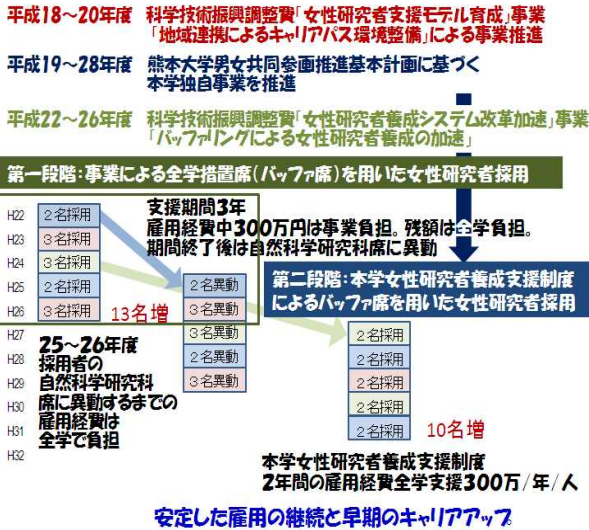 平成18～20年度 科学技術振興調整費「女性研究者支援モデル育成」事業
「地域連携によるキャリアパス環境整備」による事業推進
平成19～28年度 熊本大学男女共同参画推進基本計画に基づく
本学独自事業を推進
平成22～26年度 科学技術振興調整費「女性研究者養成システム改革加速」事業
「バッファリングによる女性研究者養成の加速」
第一段階：事業による全学措置席（バッファ席）を用いた女性研究者採用
支援期間3年
雇用経費中300万円は事業負担。残額は全学負担。
期間終了後は自然科学研究科席に異動
H22 2名採用
H23 3名採用
H24 3名採用
H25 2名採用 2名異動
H26 3名採用 13名増 3名異動
第二段階：本学女性研究者養成支援制度
によるバッファ席を用いた女性研究者採用
H27 3名異動 2名採用
H28 2名異動 2名採用
H29 3名異動 2名採用
H30 2名採用
H31 2名採用 10名増
H32
25～26年度
採用者の
自然科学研究科
席に異動するまでの
雇用経費は
全学で負担
本学女性研究者養成支援制度
2年間の雇用経費全学支援300万/年/人
安定した雇用の継続と早期のキャリアアップ